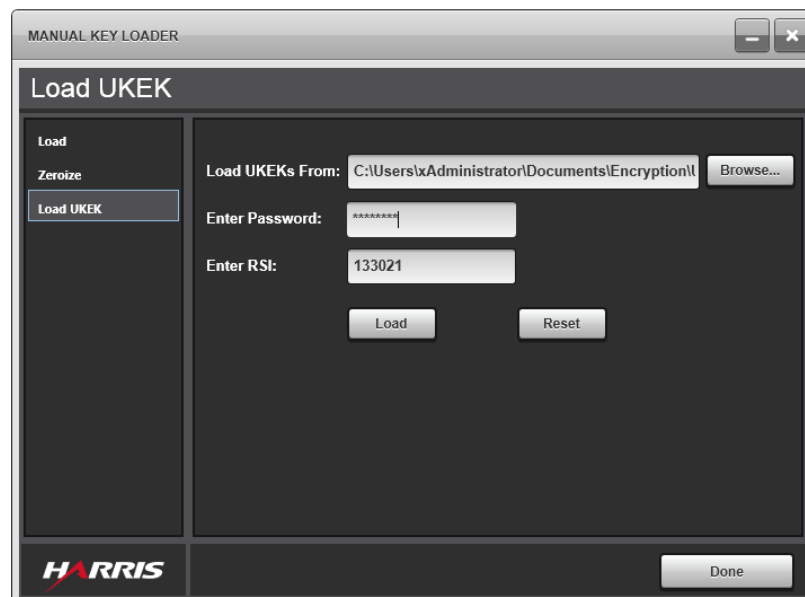 MANUAL KEY LOADER
Load UKEK
Load
Zeroize
Load UKEK
Load UKEKs From: C:\Users\xAdministrator\Documents\Encryption\ Browse...
Enter Password: ********
Enter RSI: 133021
Load Reset
HARRIS
Done